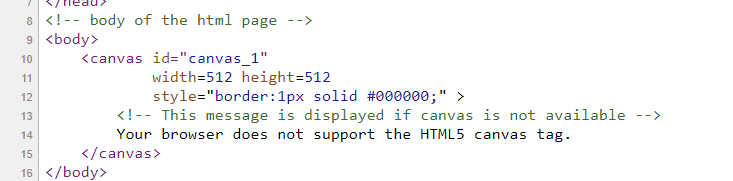 7 </head>
8 <!-- body of the html page -->
9 <body>
10 <canvas id="canvas_1"
11 width=512 height=512
12 style="border:1px solid #000000;" >
13 <!-- This message is displayed if canvas is not available -->
14 Your browser does not support the HTML5 canvas tag.
15 </canvas>
16 </body>